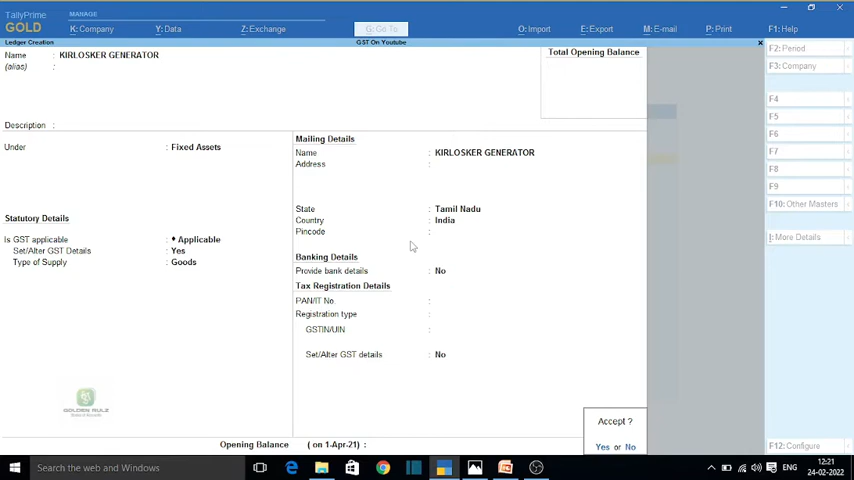 TallyPrime MANAGE
GOLD K: Company Y: Data Z: Exchange G: Go To O: Import E: Export M: E-mail P: Print F1: Help
Ledger Creation GST On Youtube x
Name : KIRLOSKER GENERATOR Total Opening Balance
(alias) :
Description :
Under : Fixed Assets
Statutory Details
Is GST applicable : ♦ Applicable
Set/Alter GST Details : Yes
Type of Supply : Goods
Mailing Details
Name : KIRLOSKER GENERATOR
Address :
State : Tamil Nadu
Country : India
Pincode :
Banking Details
Provide bank details : No
Tax Registration Details
PAN/IT No. :
Registration type :
GSTIN/UIN :
Set/Alter GST details : No
GOLDEN RULZ
Accept ?
Yes or No
Opening Balance ( on 1-Apr-21) :
F2: Period
F3: Company
F4
F5
F6
F7
F8
F9
F10: Other Masters
I: More Details
F12: Configure
Search the web and Windows
ENG
12:21
24-02-2022